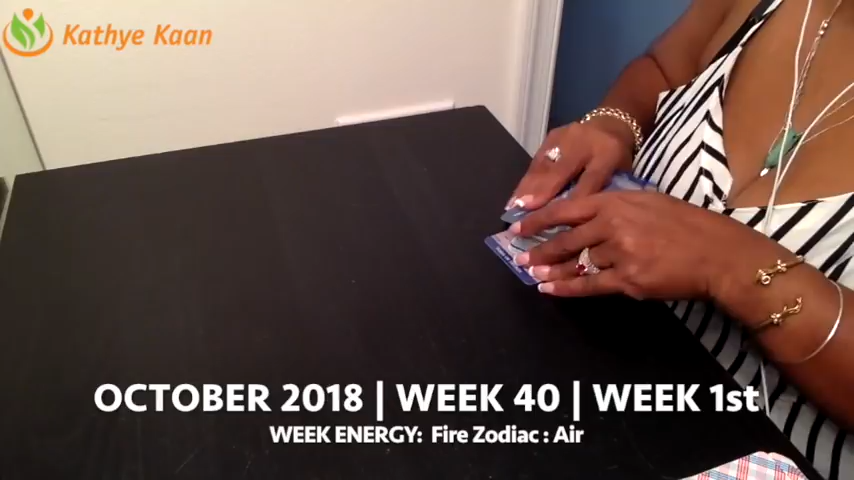 Kathye Kaan
OCTOBER 2018 | WEEK 40 | WEEK 1st
WEEK ENERGY: Fire Zodiac : Air